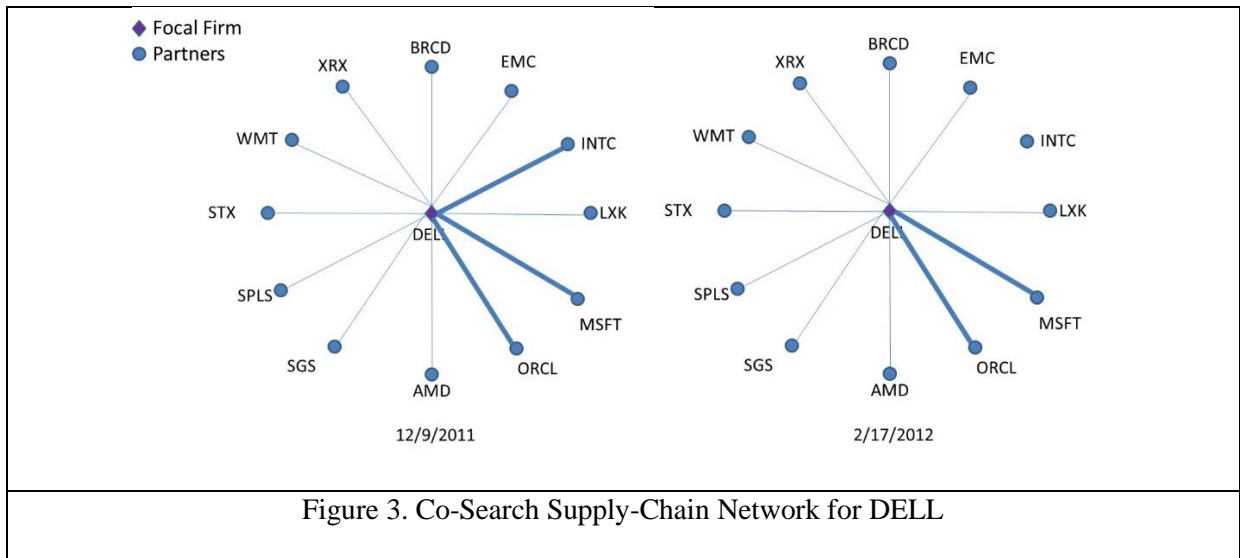 Focal Firm
Partners
BRCD
EMC
XRX
INTC
WMT
LXK
STX
DELL
SPLS
MSFT
SGS
ORCL
AMD
12/9/2011
BRCD
EMC
XRX
INTC
WMT
LXK
STX
DELL
SPLS
MSFT
SGS
ORCL
AMD
2/17/2012
Figure 3. Co-Search Supply-Chain Network for DELL